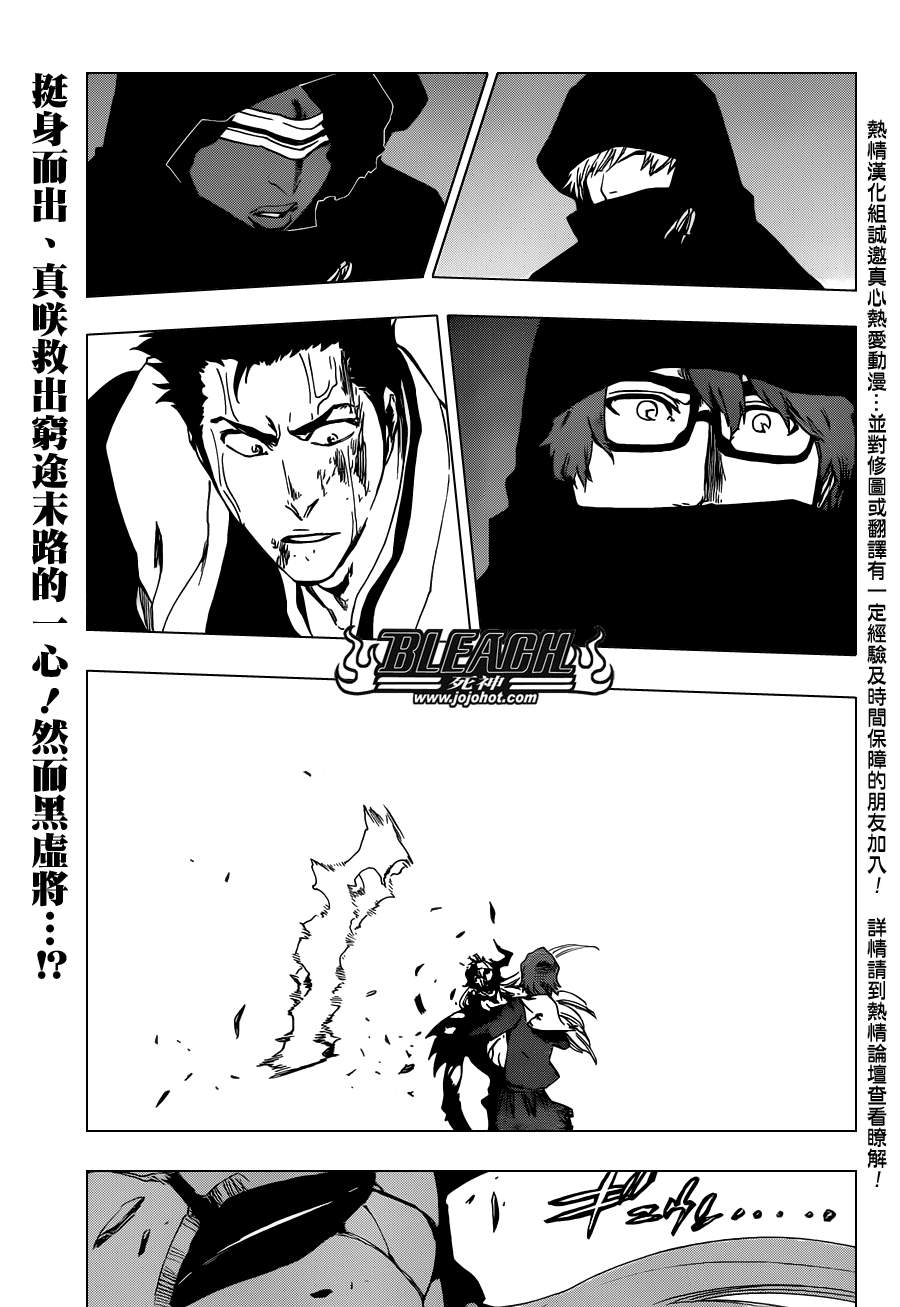 熱情漢化組誠邀真心熱愛動漫…並對修圖或翻譯有一定經驗及時間保障的朋友加入！ 詳情請到熱情論壇查看瞭解！
挺身而出、真咲救出窮途末路的一心！然而黑虛將…!?
BLEACH
死神
www.jojohot.com
ギュウ……